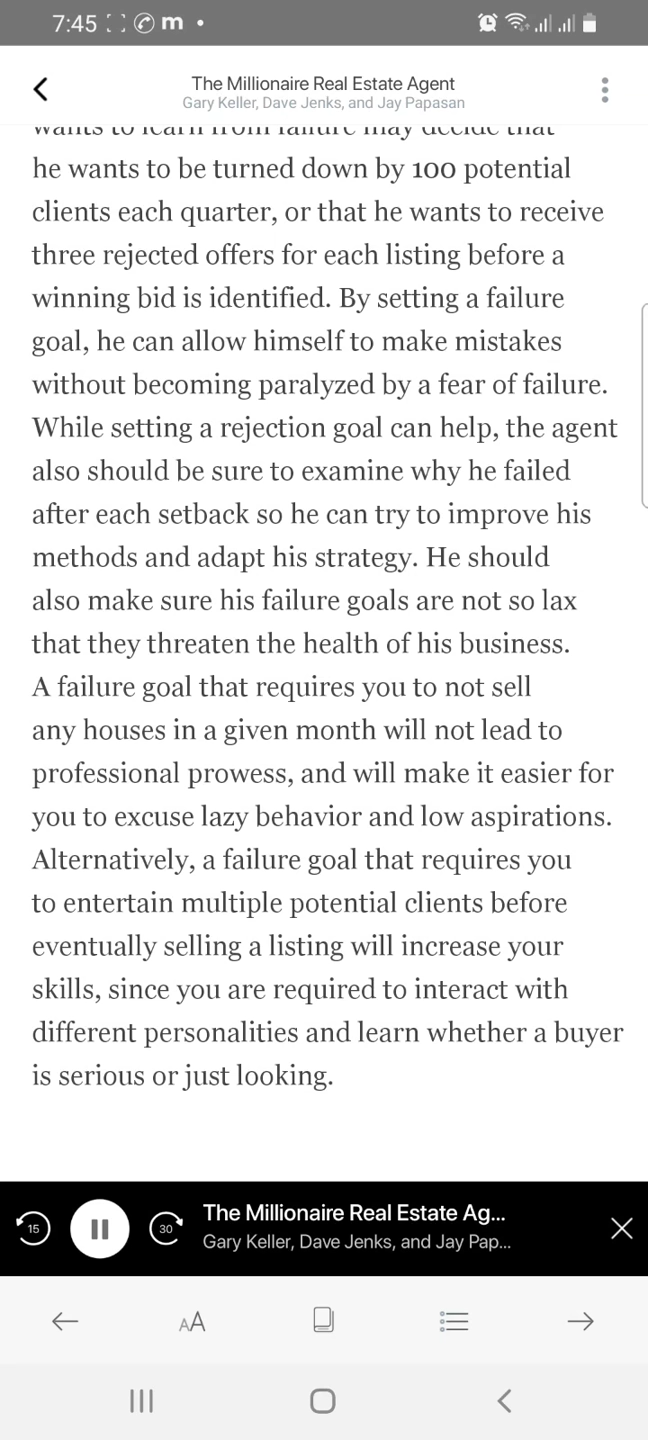 7:45
The Millionaire Real Estate Agent
Gary Keller, Dave Jenks, and Jay Papasan
wants to learn from failure may decide that
he wants to be turned down by 100 potential
clients each quarter, or that he wants to receive
three rejected offers for each listing before a
winning bid is identified. By setting a failure
goal, he can allow himself to make mistakes
without becoming paralyzed by a fear of failure.
While setting a rejection goal can help, the agent
also should be sure to examine why he failed
after each setback so he can try to improve his
methods and adapt his strategy. He should
also make sure his failure goals are not so lax
that they threaten the health of his business.
A failure goal that requires you to not sell
any houses in a given month will not lead to
professional prowess, and will make it easier for
you to excuse lazy behavior and low aspirations.
Alternatively, a failure goal that requires you
to entertain multiple potential clients before
eventually selling a listing will increase your
skills, since you are required to interact with
different personalities and learn whether a buyer
is serious or just looking.
15
30
The Millionaire Real Estate Ag...
Gary Keller, Dave Jenks, and Jay Pap...
AA